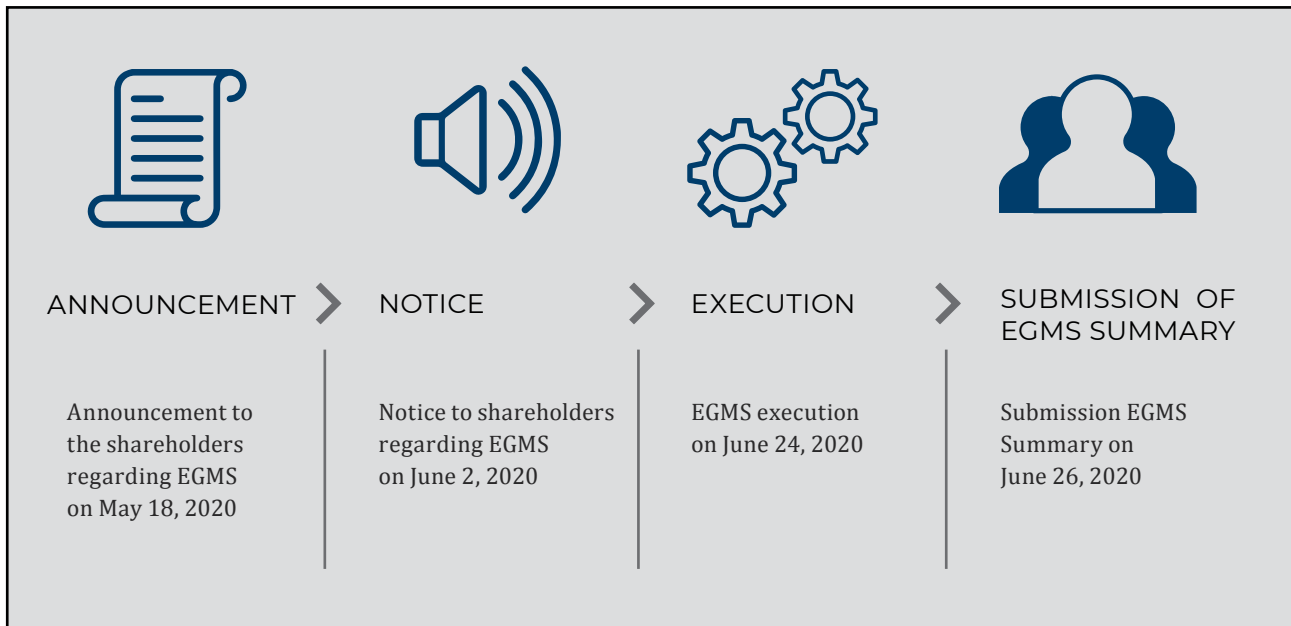 ANNOUNCEMENT
NOTICE
EXECUTION
SUBMISSION OF
EGMS SUMMARY
Announcement to
the shareholders
regarding EGMS
on May 18, 2020
Notice to shareholders
regarding EGMS
on June 2, 2020
EGMS execution
on June 24, 2020
Submission EGMS
Summary on
June 26, 2020